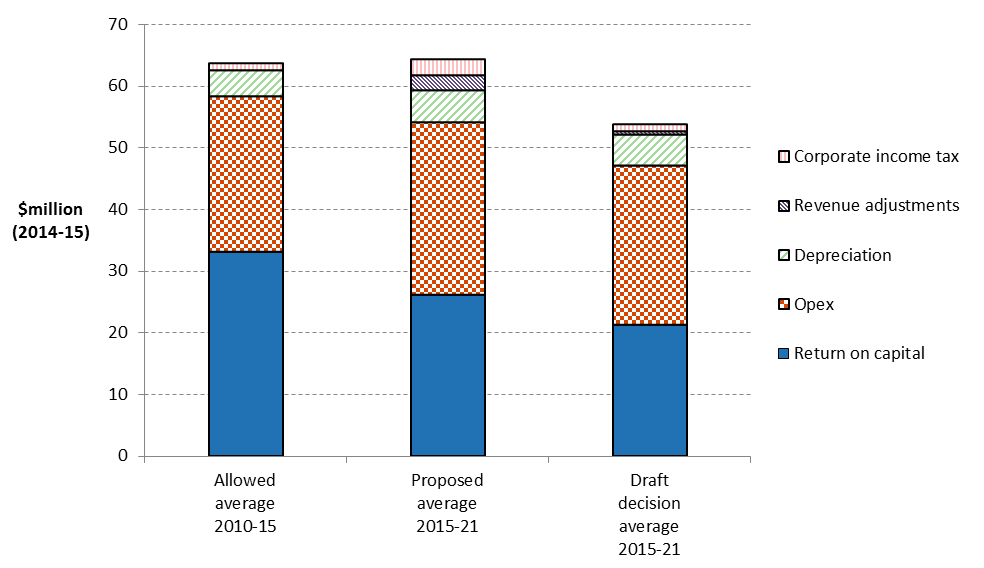 70
60
50
40
30
20
10
0
$million
(2014-15)
Allowed
average
2010-15
Proposed
average
2015-21
Draft
decision
average
2015-21
Corporate income tax
Revenue adjustments
Depreciation
Opex
Return on capital